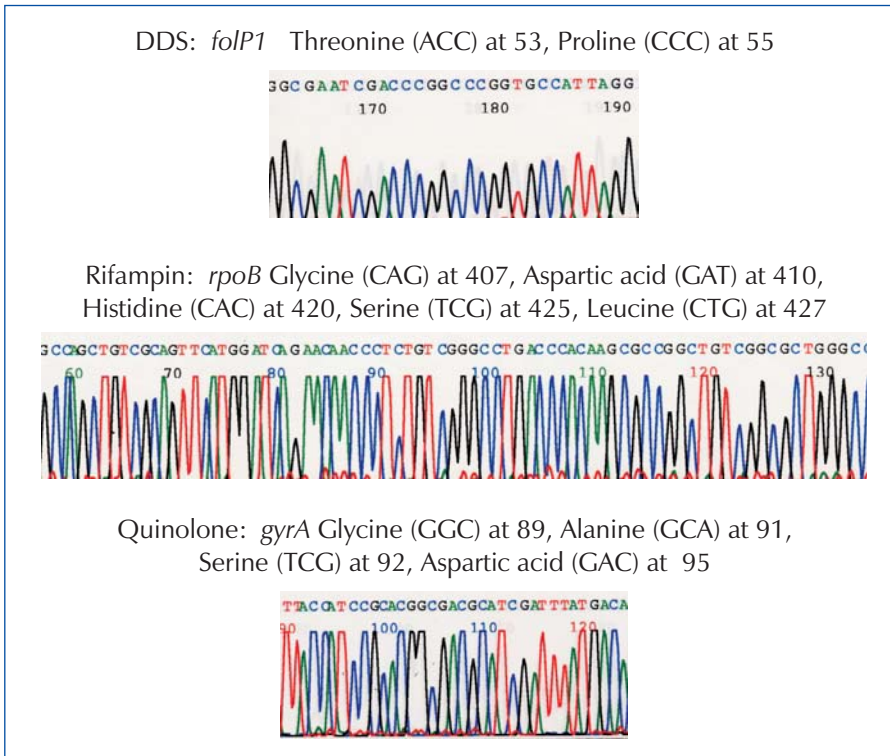 DDS: folP1 Threonine (ACC) at 53, Proline (CCC) at 55
GGCGAATCGACCCGGCCCGGTGCCATTAGG
170 180 190
Rifampin: rpoB Glycine (CAG) at 407, Aspartic acid (GAT) at 410,
Histidine (CAC) at 420, Serine (TCG) at 425, Leucine (CTG) at 427
GCCAGCTGTCGCAGTTCATGGATCAGAACAACCCTCTGTCGGGCCTGACCCACAAGCGCCGGCTGTCGGCGCTGGGCC
60 70 80 90 100 110 120 130
Quinolone: gyrA Glycine (GGC) at 89, Alanine (GCA) at 91,
Serine (TCG) at 92, Aspartic acid (GAC) at 95
TTACCATCCGCACGGCGACGCATCGATTTATGACA
90 100 110 120